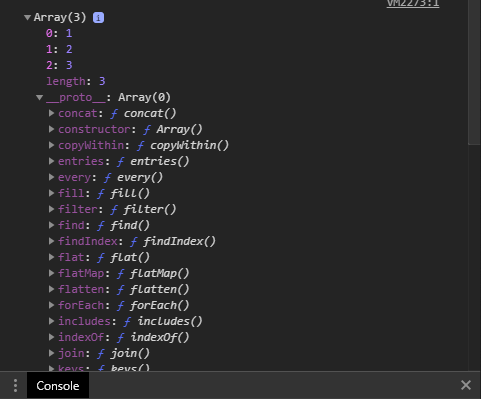 VM2273:1
▼ Array(3) i
0: 1
1: 2
2: 3
length: 3
▼ __proto__: Array(0)
▶ concat: ƒ concat()
▶ constructor: ƒ Array()
▶ copyWithin: ƒ copyWithin()
▶ entries: ƒ entries()
▶ every: ƒ every()
▶ fill: ƒ fill()
▶ filter: ƒ filter()
▶ find: ƒ find()
▶ findIndex: ƒ findIndex()
▶ flat: ƒ flat()
▶ flatMap: ƒ flatMap()
▶ flatten: ƒ flatten()
▶ forEach: ƒ forEach()
▶ includes: ƒ includes()
▶ indexOf: ƒ indexOf()
▶ join: ƒ join()
▶ keys: ƒ keys()
Console